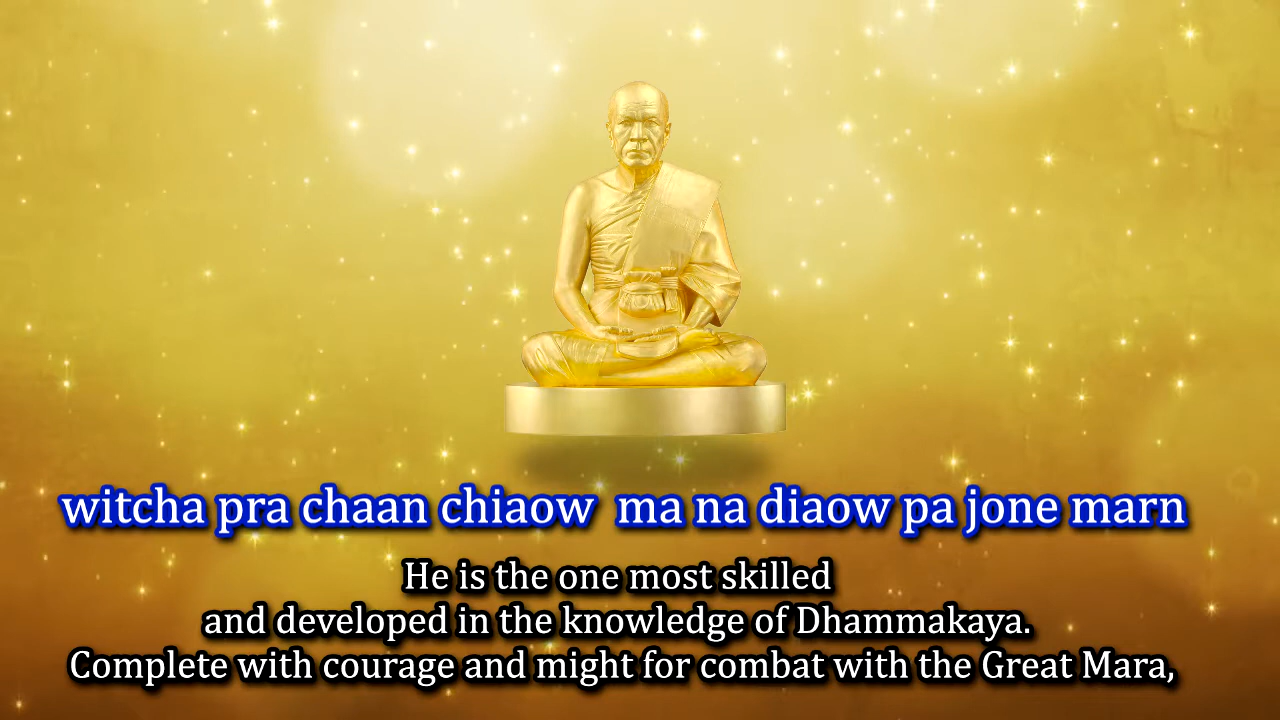 witcha pra chaan chiaow ma na diaow pa jone marn
He is the one most skilled
and developed in the knowledge of Dhammakaya.
Complete with courage and might for combat with the Great Mara,